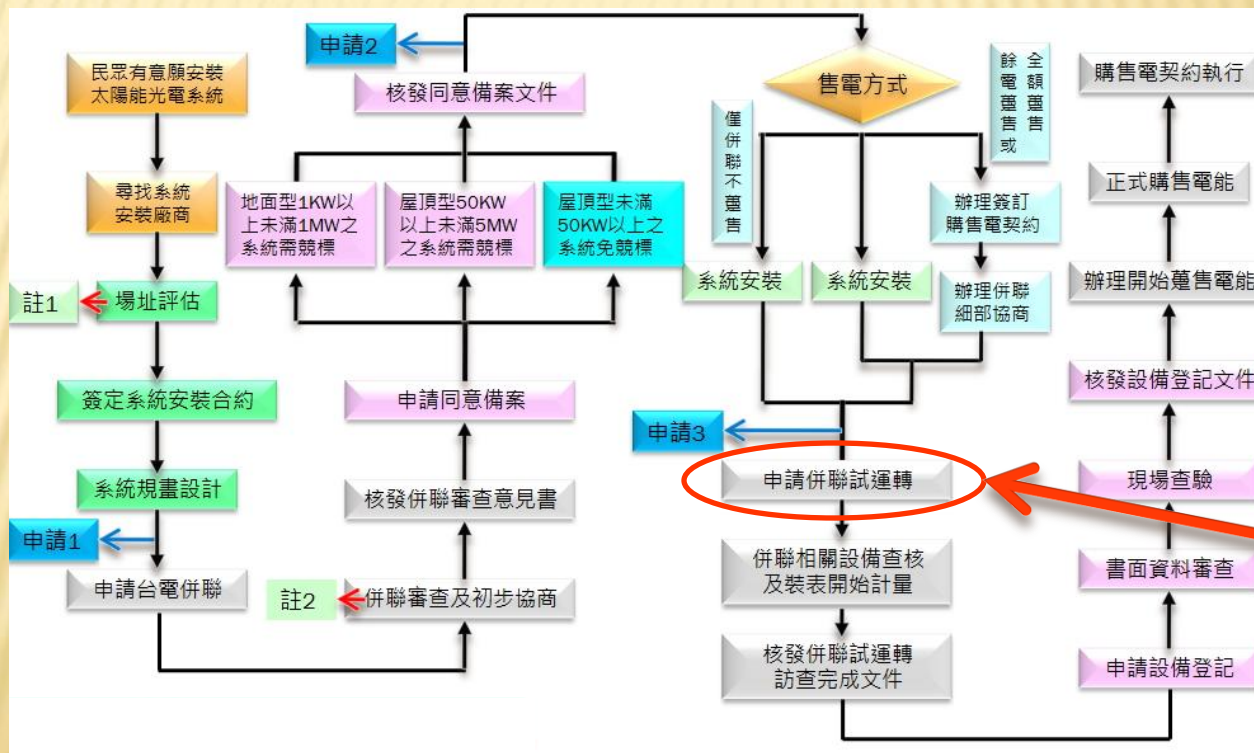 民眾有意願安裝
太陽能光電系統
尋找系統
安裝廠商
註1
場址評估
簽定系統安裝合約
系統規畫設計
申請1
申請台電併聯
註2
併聯審查及初步協商
核發併聯審查意見書
申請同意備案
地面型1KW以
上未滿1MW之
系統需競標
屋頂型50KW
以上未滿5MW
之系統需競標
屋頂型未滿
50KW以上之
系統免競標
核發同意備案文件
申請2
售電方式
僅併聯不躉售
全額躉售
餘電躉售或
系統安裝
系統安裝
辦理簽訂
購售電契約
辦理併聯
細部協商
申請3
申請併聯試運轉
併聯相關設備查核
及裝表開始計量
核發併聯試運轉
訪查完成文件
申請設備登記
書面資料審查
現場查驗
核發設備登記文件
辦理開始躉售電能
正式購售電能
購售電契約執行